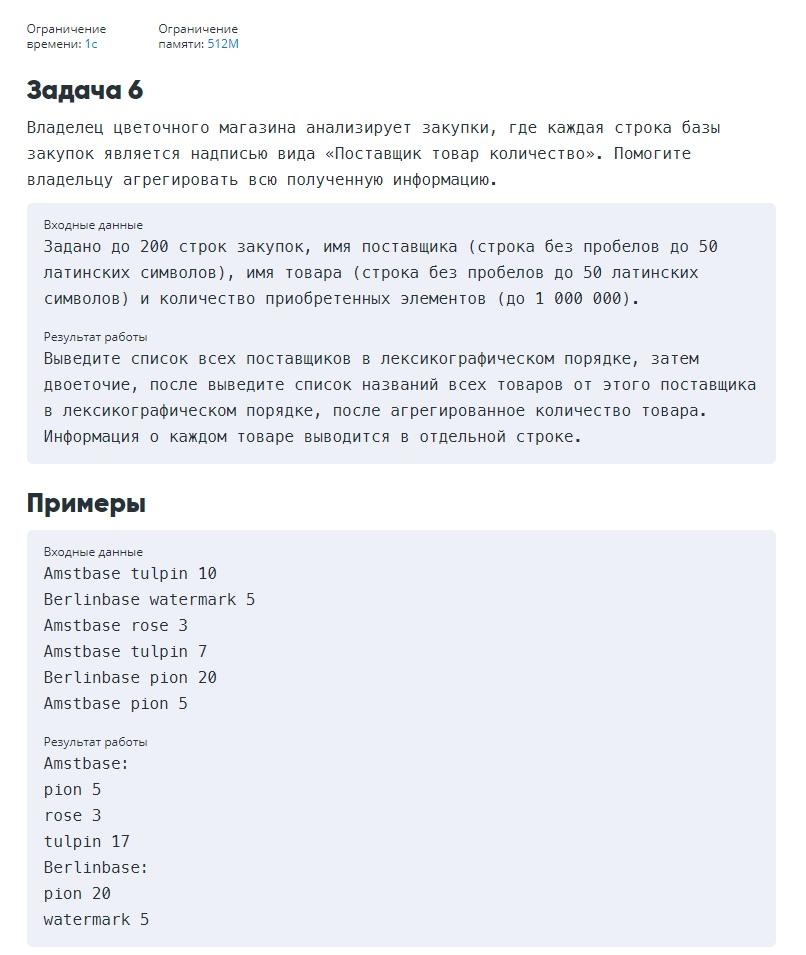 Ограничение
времени: 1с
Ограничение
памяти: 512M
Задача 6
Владелец цветочного магазина анализирует закупки, где каждая строка базы
закупок является надписью вида «Поставщик товар количество». Помогите
владельцу агрегировать всю полученную информацию.
Входные данные
Задано до 200 строк закупок, имя поставщика (строка без пробелов до 50
латинских символов), имя товара (строка без пробелов до 50 латинских
символов) и количество приобретенных элементов (до 1 000 000).
Результат работы
Выведите список всех поставщиков в лексикографическом порядке, затем
двоеточие, после выведите список названий всех товаров от этого поставщика
в лексикографическом порядке, после агрегированное количество товара.
Информация о каждом товаре выводится в отдельной строке.
Примеры
Входные данные
Amstbase tulpin 10
Berlinbase watermark 5
Amstbase rose 3
Amstbase tulpin 7
Berlinbase pion 20
Amstbase pion 5
Результат работы
Amstbase:
pion 5
rose 3
tulpin 17
Berlinbase:
pion 20
watermark 5